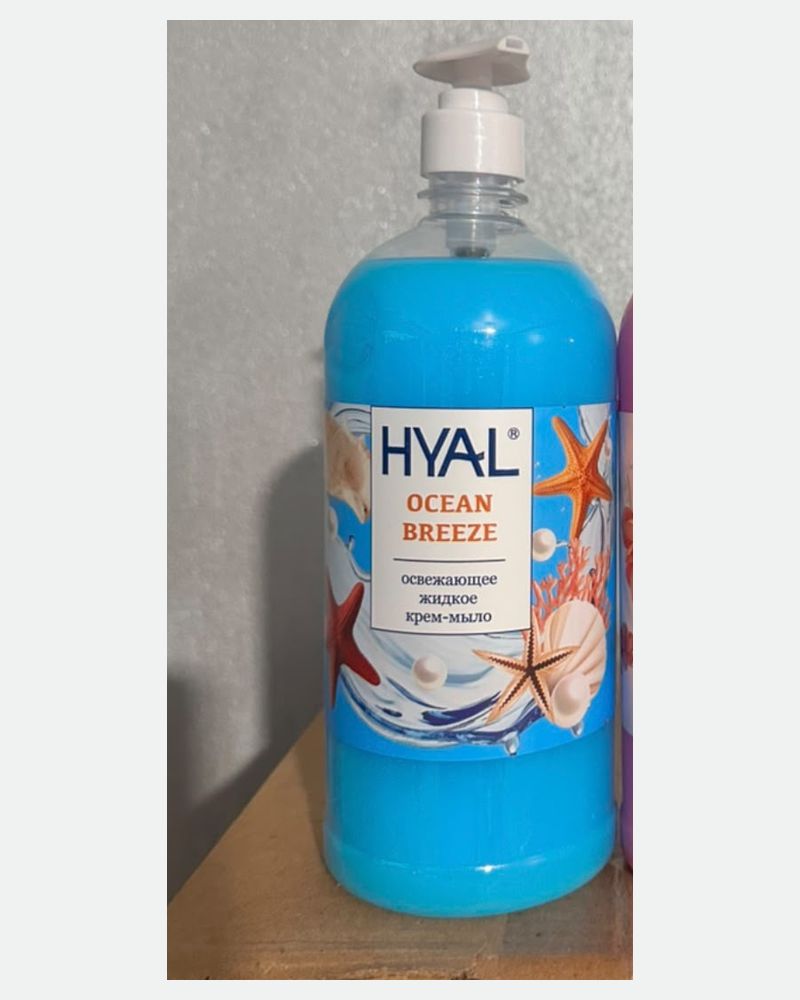 HYAL®
OCEAN
BREEZE
освежающее
жидкое
крем-мыло